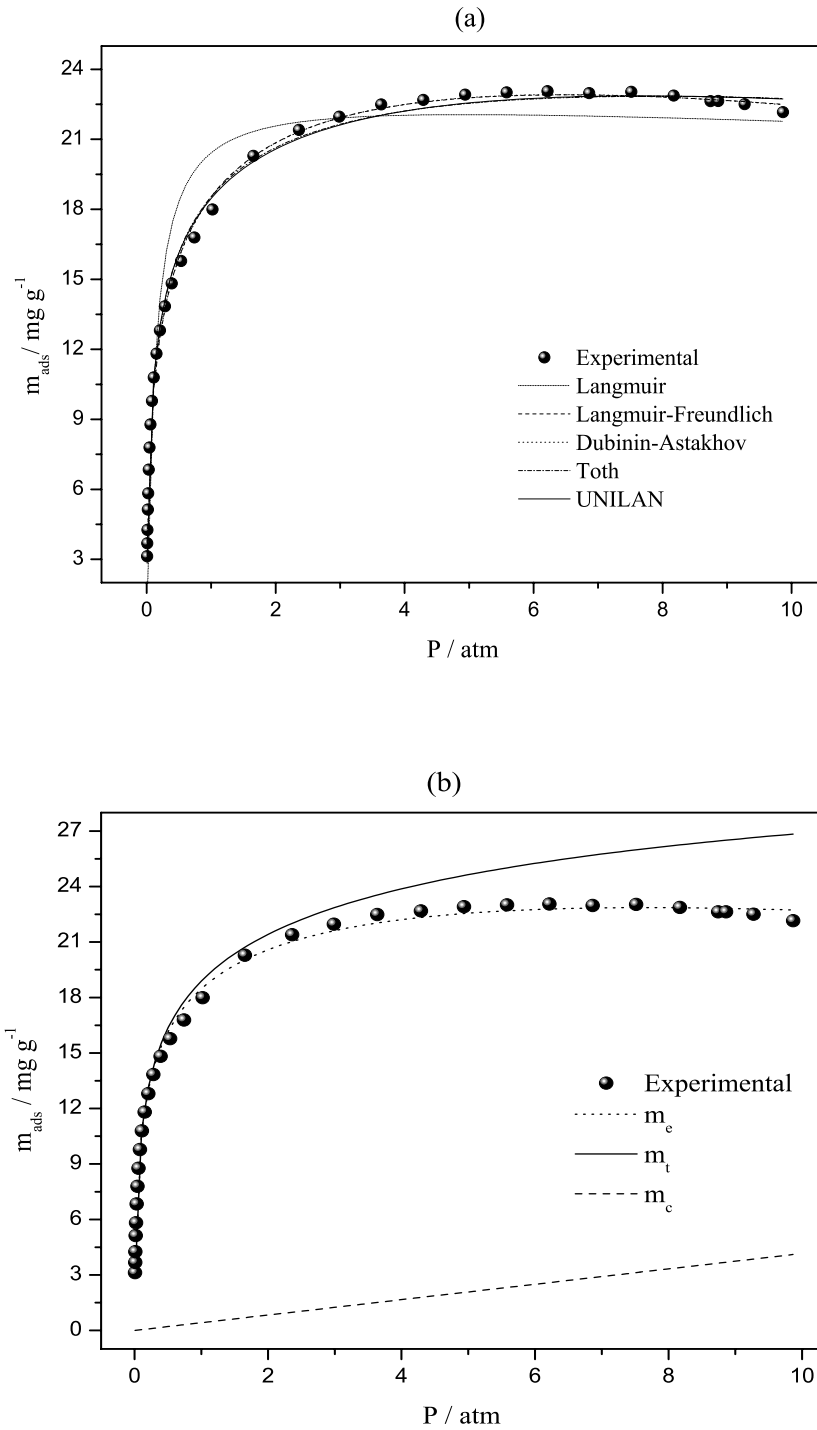 (a)
24
21
18
15
12
9
6
3
m_ads / mg g^-1
Experimental
Langmuir
Langmuir-Freundlich
Dubinin-Astakhov
Toth
UNILAN
0
2
4
6
8
10
P / atm
(b)
27
24
21
18
15
12
9
6
3
0
m_ads / mg g^-1
Experimental
m_e
m_t
m_c
0
2
4
6
8
10
P / atm